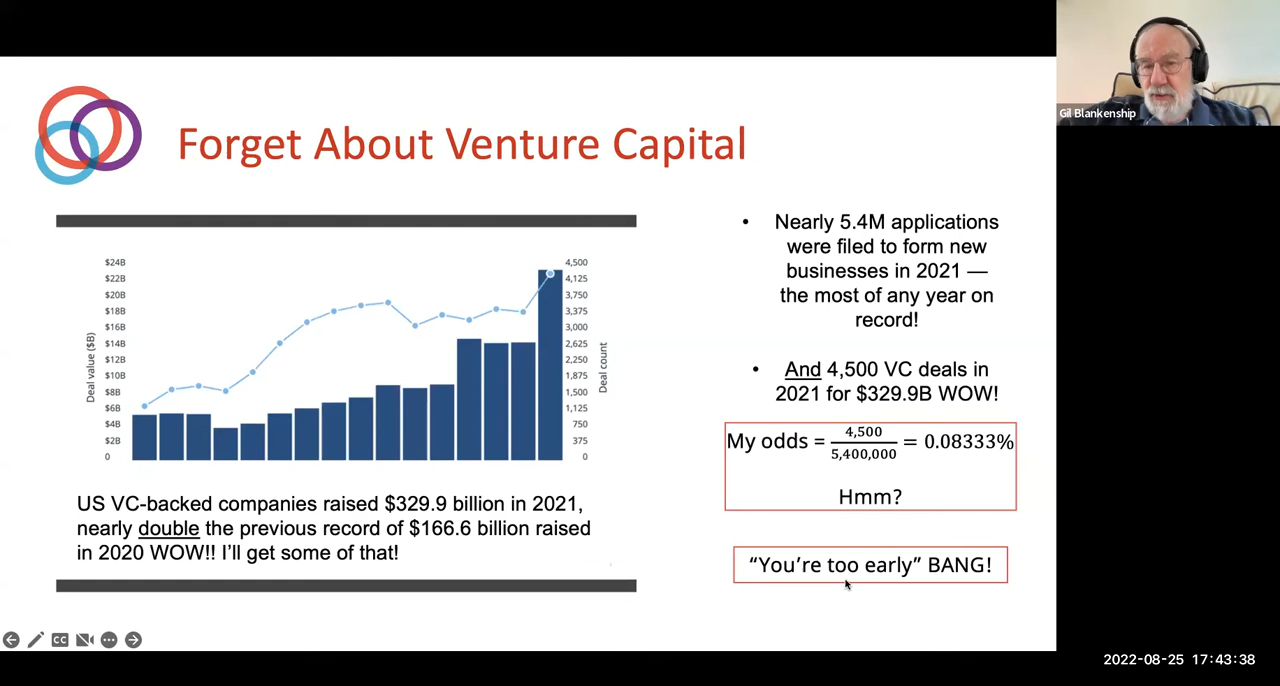 Gil Blankenship
Forget About Venture Capital
$24B
$22B
$20B
$18B
$16B
$14B
$12B
$10B
$8B
$6B
$4B
$2B
0
Deal value ($B)
4,500
4,125
3,750
3,375
3,000
2,625
2,250
1,875
1,500
1,125
750
375
0
Deal count
US VC-backed companies raised $329.9 billion in 2021,
nearly double the previous record of $166.6 billion raised
in 2020 WOW!! I’ll get some of that!
• Nearly 5.4M applications
were filed to form new
businesses in 2021 —
the most of any year on
record!
• And 4,500 VC deals in
2021 for $329.9B WOW!
My odds = 4,500/5,400,000 = 0.08333%
Hmm?
“You’re too early” BANG!
CC
2022-08-25 17:43:38